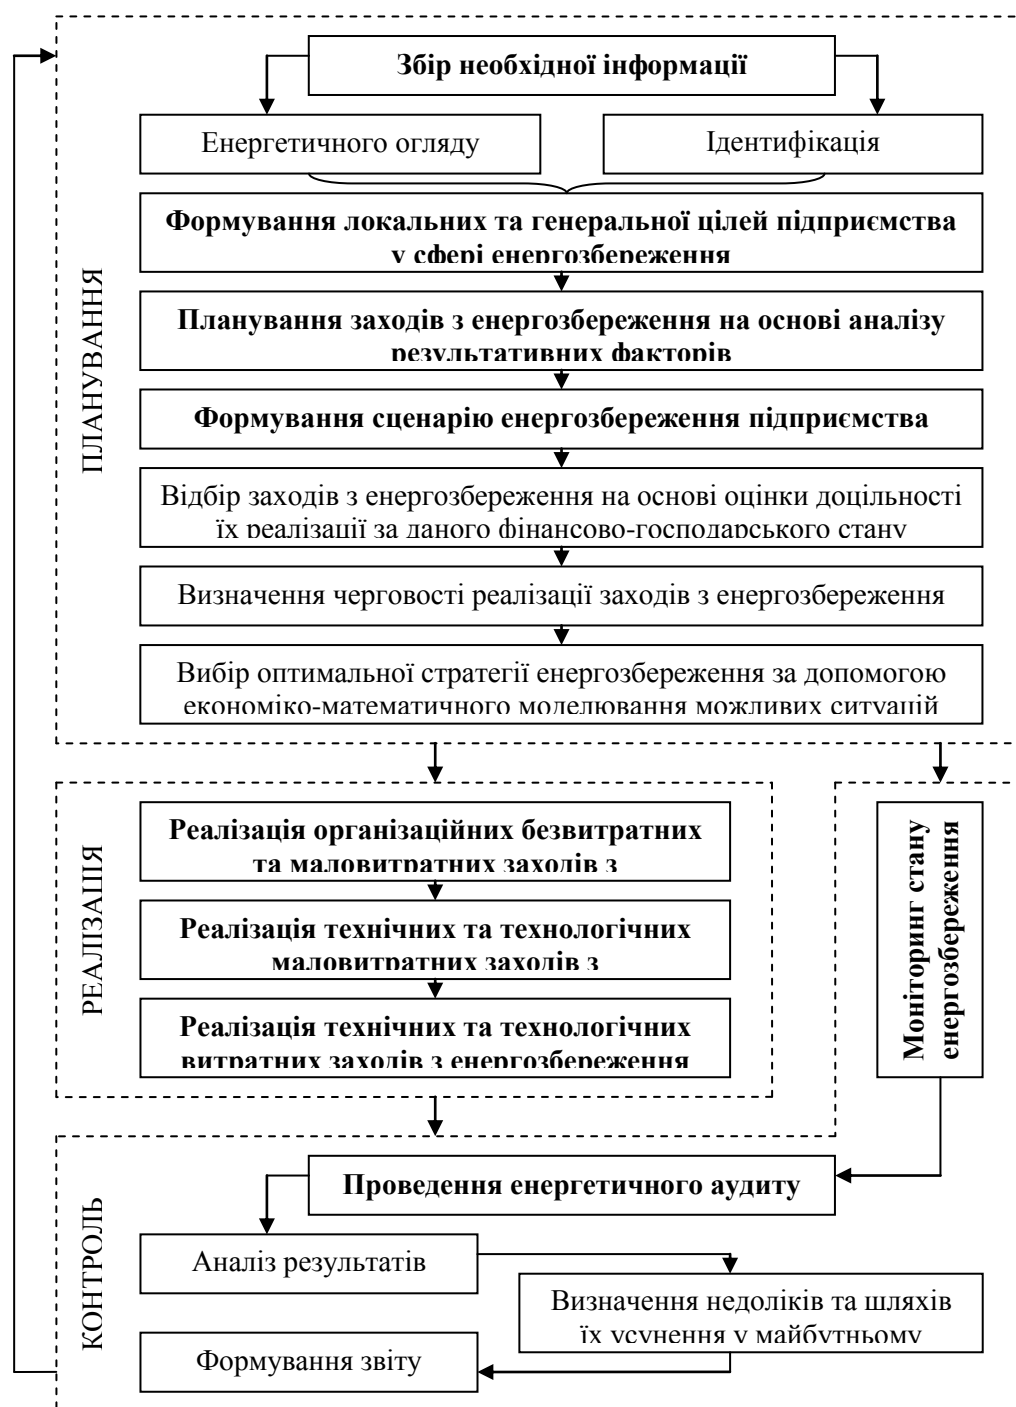 Збір необхідної інформації
Енергетичного огляду
Ідентифікація
Формування локальних та генеральної цілей підприємства
у сфері енергозбереження
Планування заходів з енергозбереження на основі аналізу
результативних факторів
Формування сценарію енергозбереження підприємства
Відбір заходів з енергозбереження на основі оцінки доцільності
їх реалізації за даного фінансово-господарського стану
Визначення черговості реалізації заходів з енергозбереження
Вибір оптимальної стратегії енергозбереження за допомогою
економіко-математичного моделювання можливих ситуацій
ПЛАНУВАННЯ
Реалізація організаційних безвитратних
та маловитратних заходів з
Реалізація технічних та технологічних
маловитратних заходів з
Реалізація технічних та технологічних
витратних заходів з енергозбереження
РЕАЛІЗАЦІЯ
Моніторинг стану
енергозбереження
Проведення енергетичного аудиту
Аналіз результатів
Визначення недоліків та шляхів
їх усунення у майбутньому
Формування звіту
КОНТРОЛЬ